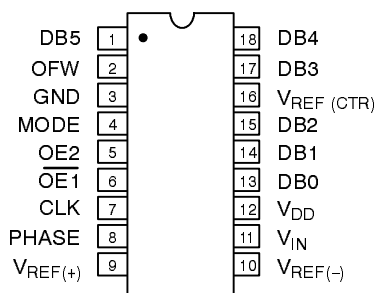 DB5 1 18 DB4
OFW 2 17 DB3
GND 3 16 VREF (CTR)
MODE 4 15 DB2
OE2 5 14 DB1
O̅E̅1̅ 6 13 DB0
CLK 7 12 VDD
PHASE 8 11 VIN
VREF(+) 9 10 VREF(–)